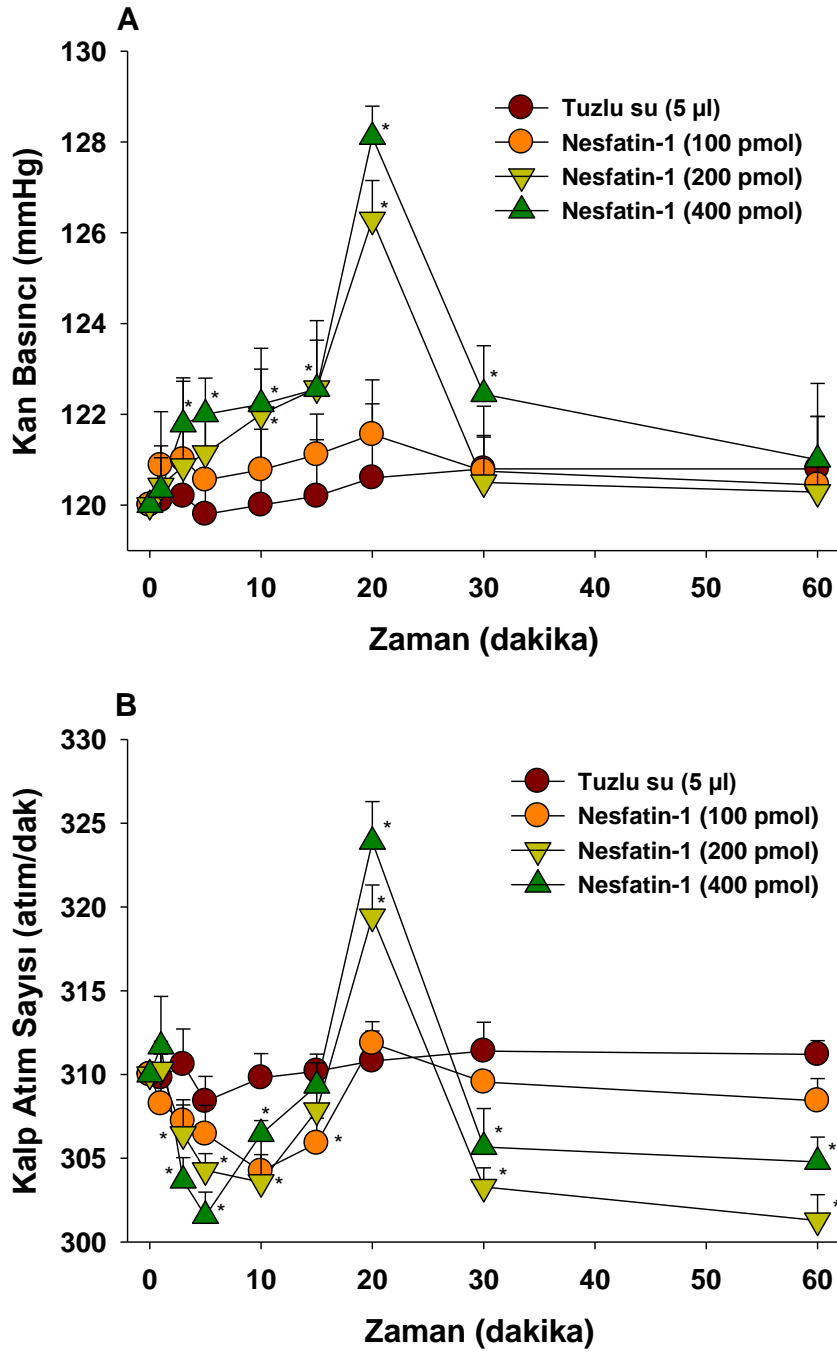 A
130
128
126
124
122
120
Kan Basıncı (mmHg)
Tuzlu su (5 µl)
Nesfatin-1 (100 pmol)
Nesfatin-1 (200 pmol)
Nesfatin-1 (400 pmol)
* * * * * * * * *
0 10 20 30 40 50 60
Zaman (dakika)
B
330
325
320
315
310
305
300
Kalp Atım Sayısı (atım/dak)
Tuzlu su (5 µl)
Nesfatin-1 (100 pmol)
Nesfatin-1 (200 pmol)
Nesfatin-1 (400 pmol)
* * * * * * * * * * * * *
0 10 20 30 40 50 60
Zaman (dakika)